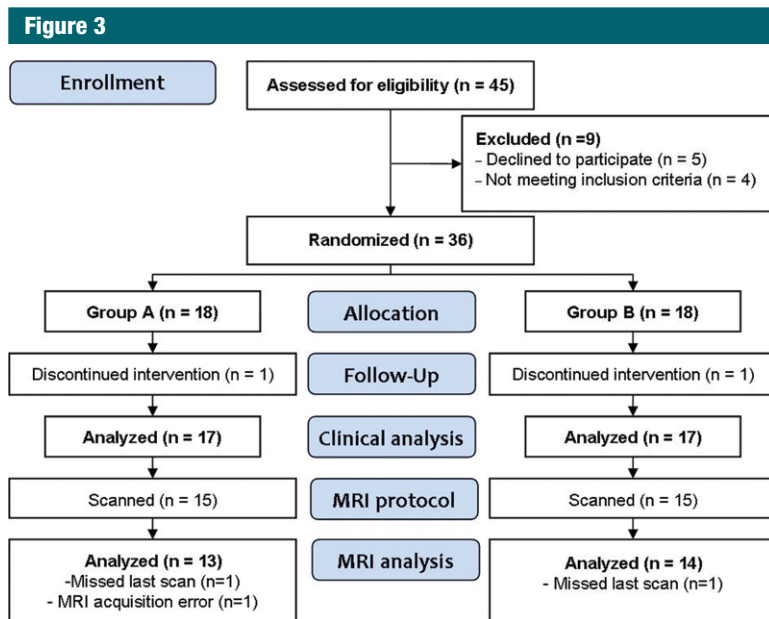 Figure 3
Enrollment
Assessed for eligibility (n = 45)
Excluded (n =9)
- Declined to participate (n = 5)
- Not meeting inclusion criteria (n = 4)
Randomized (n = 36)
Group A (n = 18)
Allocation
Group B (n = 18)
Discontinued intervention (n = 1)
Follow-Up
Discontinued intervention (n = 1)
Analyzed (n = 17)
Clinical analysis
Analyzed (n = 17)
Scanned (n = 15)
MRI protocol
Scanned (n = 15)
Analyzed (n = 13)
-Missed last scan (n=1)
- MRI acquisition error (n=1)
MRI analysis
Analyzed (n = 14)
- Missed last scan (n=1)